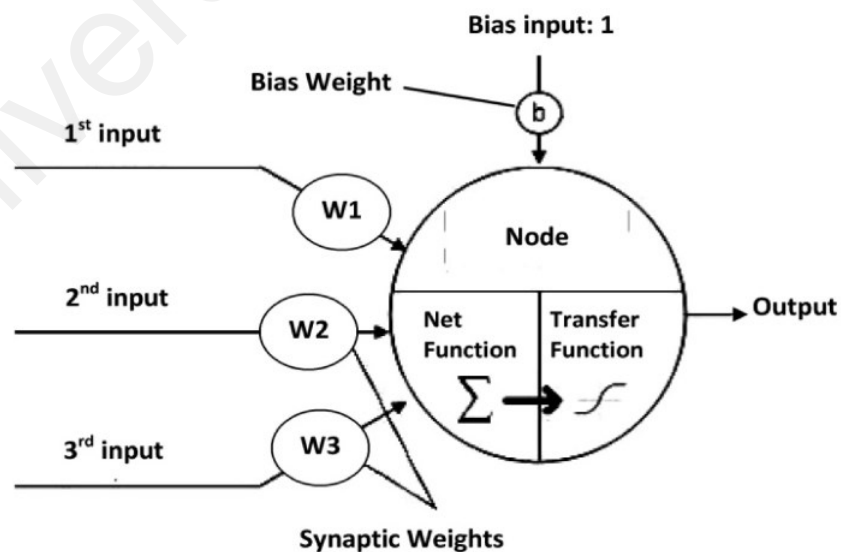 Bias input: 1
Bias Weight
b
1st input
W1
Node
2nd input
W2
Net
Function
Transfer
Function
Output
Σ
3rd input
W3
Synaptic Weights